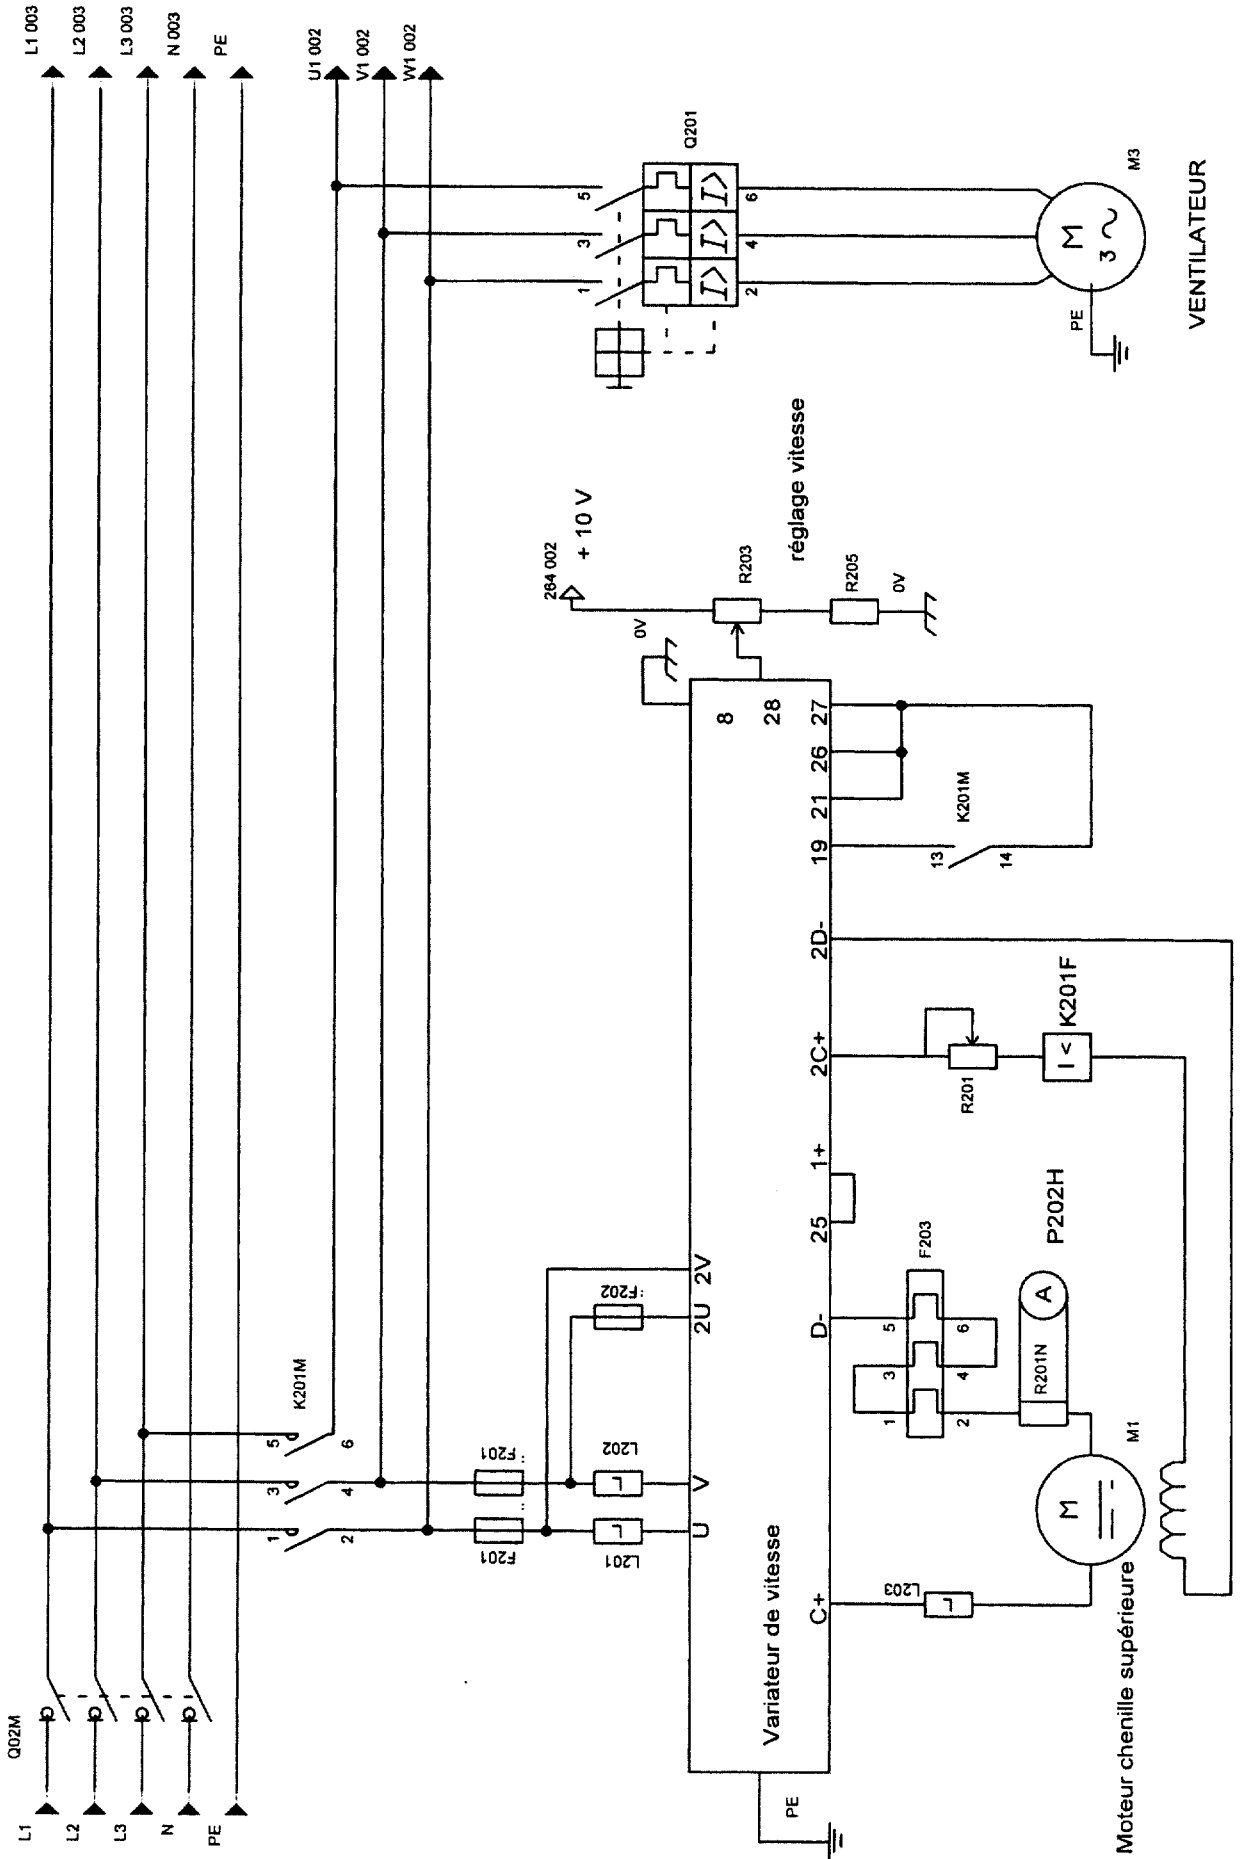 Q02M
L1
L2
L3
N
PE
L1 003
L2 003
L3 003
N 003
PE
U1 002
V1 002
W1 002
K201M
1
3
5
2
4
6
F201
F201
F202
L201
L202
U
V
2U
2V
Variateur de vitesse
PE
C+
D-
25
1+
2C+
2D-
19
21
26
27
8
28
0V
264 002
+ 10 V
R203
R205
0V
réglage vitesse
K201M
13
14
L203
F203
1
3
5
2
4
6
R201N
A
P202H
R201
I <
K201F
M
M1
Moteur chenille supérieure
Q201
1
3
5
I>
I>
I>
2
4
6
M
3 ~
M3
PE
VENTILATEUR